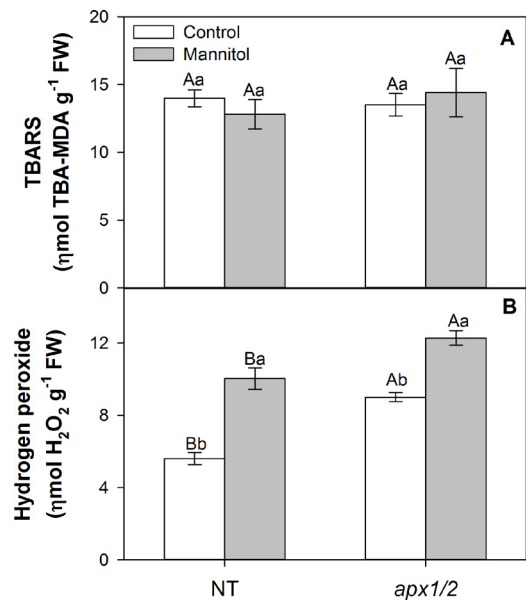 A
Control
Mannitol
Aa
Aa
Aa
Aa
20
15
10
5
0
TBARS
(ηmol TBA-MDA g⁻¹ FW)
B
Bb
Ba
Ab
Aa
12
8
4
0
Hydrogen peroxide
(ηmol H₂O₂ g⁻¹ FW)
NT
apx1/2